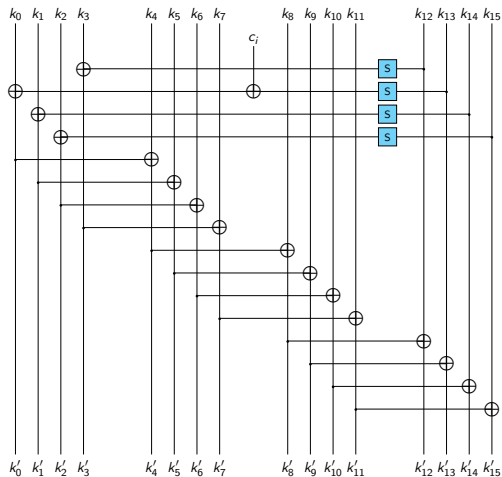 k₀ k₁ k₂ k₃ k₄ k₅ k₆ k₇ k₈ k₉ k₁₀ k₁₁ k₁₂ k₁₃ k₁₄ k₁₅
cᵢ
S
S
S
S
k′₀ k′₁ k′₂ k′₃ k′₄ k′₅ k′₆ k′₇ k′₈ k′₉ k′₁₀ k′₁₁ k′₁₂ k′₁₃ k′₁₄ k′₁₅